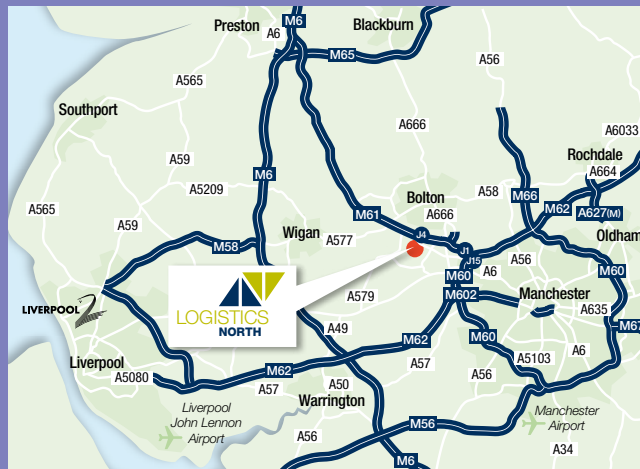 Preston
A6
M6
Blackburn
M65
A56
A565
Southport
A666
A6033
Rochdale
A664
A59
M6
A5209
Bolton
A58
M66
M62
A627(M)
A565
A59
M61
A666
Oldham
M58
Wigan
A577
J4
J1
J15
A56
M60
A6
M60
LIVERPOOL 2
LOGISTICS
NORTH
A579
M602
Manchester
A635
A49
M67
M62
M60
Liverpool
A5080
M62
A57
A5103
A6
A57
A50
A56
Warrington
Liverpool
John Lennon
Airport
A56
M56
Manchester
Airport
A34
M6